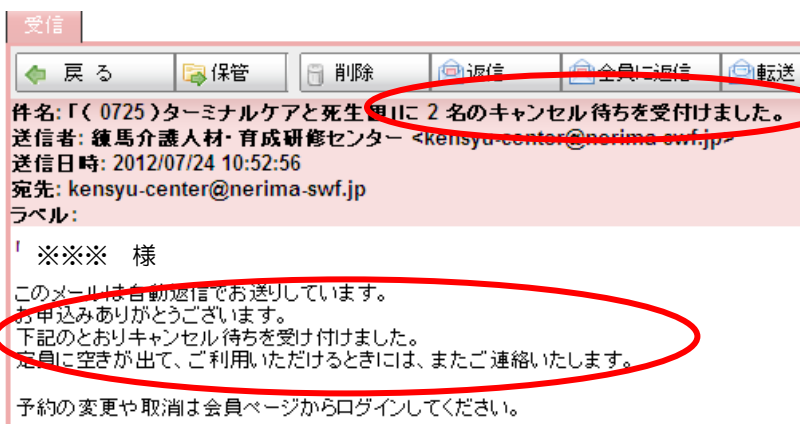 受信
戻る 保管 削除 返信 全員に返信 転送
件名:「( 0725 )ターミナルケアと死生観」に 2 名のキャンセル待ちを受付けました。
送信者: 練馬介護人材・育成研修センター <kensyu-center@nerima-swf.jp>
送信日時: 2012/07/24 10:52:56
宛先: kensyu-center@nerima-swf.jp
ラベル:
※※※ 様
このメールは自動返信でお送りしています。
お申込みありがとうございます。
下記のとおりキャンセル待ちを受け付けました。
定員に空きが出て、ご利用いただけるときには、またご連絡いたします。
予約の変更や取消は会員ページからログインしてください。